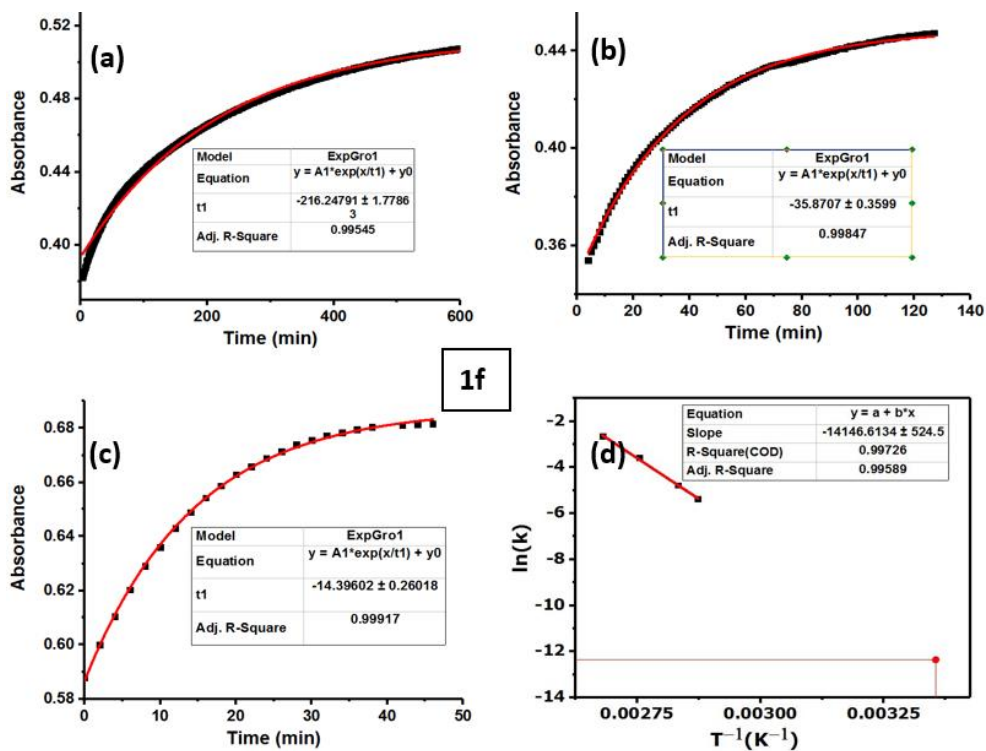 (a)
0.52
0.48
0.44
0.40
Absorbance
Model ExpGro1
Equation y = A1*exp(x/t1) + y0
t1 -216.24791 ± 1.7786
3
Adj. R-Square 0.99545
0 200 400 600
Time (min)
(b)
0.44
0.40
0.36
Absorbance
Model ExpGro1
Equation y = A1*exp(x/t1) + y0
t1 -35.8707 ± 0.3599
Adj. R-Square 0.99847
0 20 40 60 80 100 120 140
Time (min)
1f
(c)
0.68
0.66
0.64
0.62
0.60
0.58
Absorbance
Model ExpGro1
Equation y = A1*exp(x/t1) + y0
t1 -14.39602 ± 0.26018
Adj. R-Square 0.99917
0 10 20 30 40 50
Time (min)
(d)
-2
-4
-6
-8
-10
-12
-14
ln(k)
Equation y = a + b*x
Slope -14146.6134 ± 524.5
R-Square(COD) 0.99726
Adj. R-Square 0.99589
0.00275 0.00300 0.00325
T⁻¹(K⁻¹)